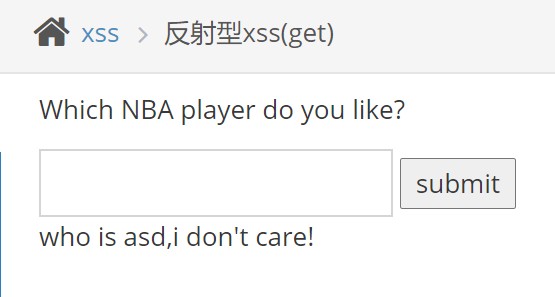 xss > 反射型xss(get)
Which NBA player do you like?
submit
who is asd,i don't care!